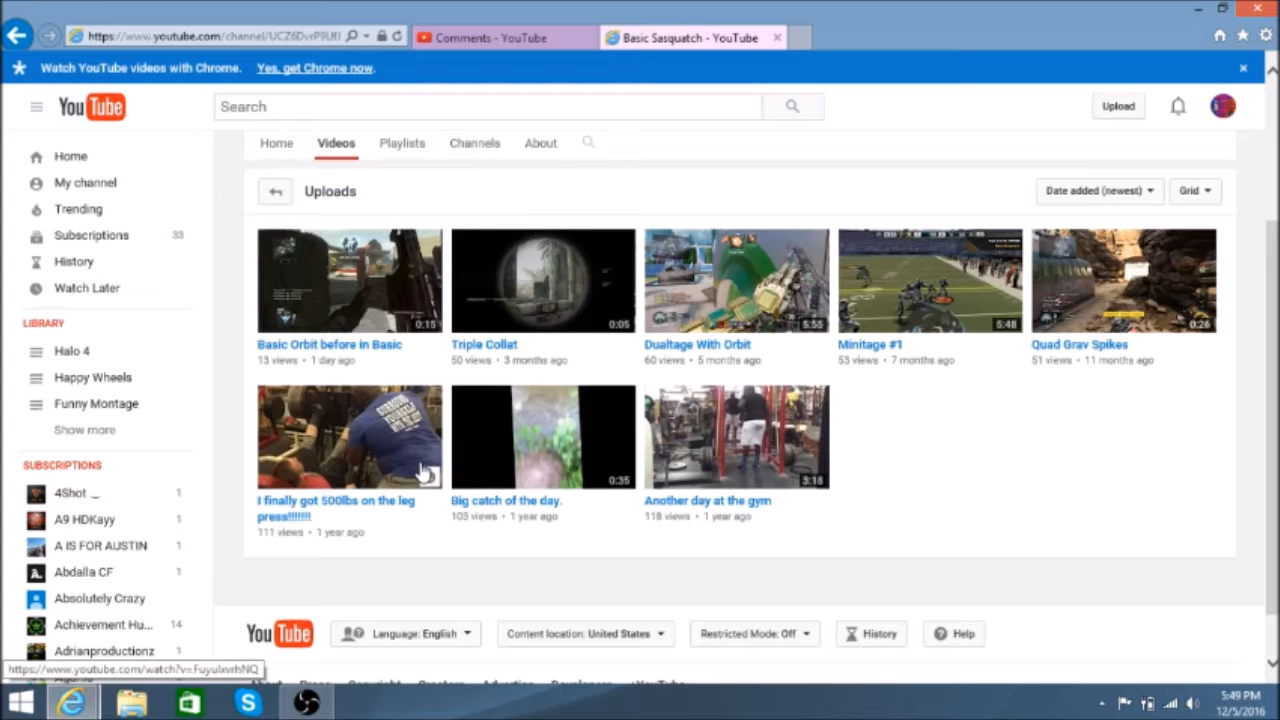 https://www.youtube.com/channel/
Comments - YouTube
Basic Sasquatch - YouTube
Watch YouTube videos with Chrome. Yes, get Chrome now.
YouTube
Search
Upload
Home
Videos
Playlists
Channels
About
Home
My channel
Trending
Subscriptions 33
History
Watch Later
LIBRARY
Halo 4
Happy Wheels
Funny Montage
Show more
SUBSCRIPTIONS
4Shot
1
A9 HDKayy
1
A IS FOR AUSTIN
1
Abdalla CF
1
Absolutely Crazy
Achievement Hu...
14
Adrianproductionz
1
Uploads
Date added (newest)
Grid
0:15
Basic Orbit before in Basic
13 views • 1 day ago
0:05
Triple Collat
50 views • 3 months ago
5:55
Dualtage With Orbit
60 views • 5 months ago
5:48
Minitage #1
53 views • 7 months ago
0:26
Quad Grav Spikes
51 views • 11 months ago
I finally got 500lbs on the leg
press!!!!!!!
111 views • 1 year ago
0:35
Big catch of the day.
103 views • 1 year ago
3:18
Another day at the gym
118 views • 1 year ago
YouTube
Language: English
Content location: United States
Restricted Mode: Off
History
Help
5:49 PM
12/5/2016